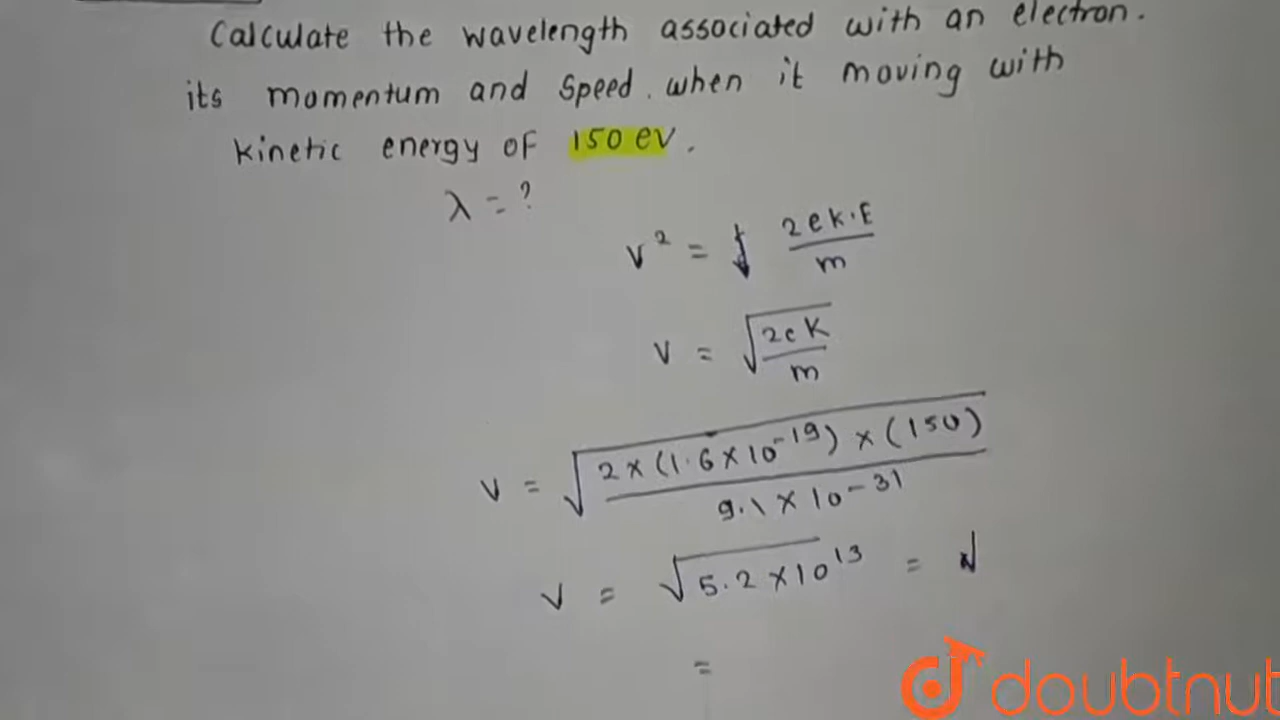 Calculate the wavelength associated with an electron.
its momentum and speed. when it moving with
kinetic energy of 150 ev.
λ = ?
v² = 2eK.E / m
v = √(2eK / m)
v = √(2 × (1.6 × 10⁻¹⁹) × (150) / 9.1 × 10⁻³¹)
v = √5.2 × 10¹³ = √
=
doubtnut